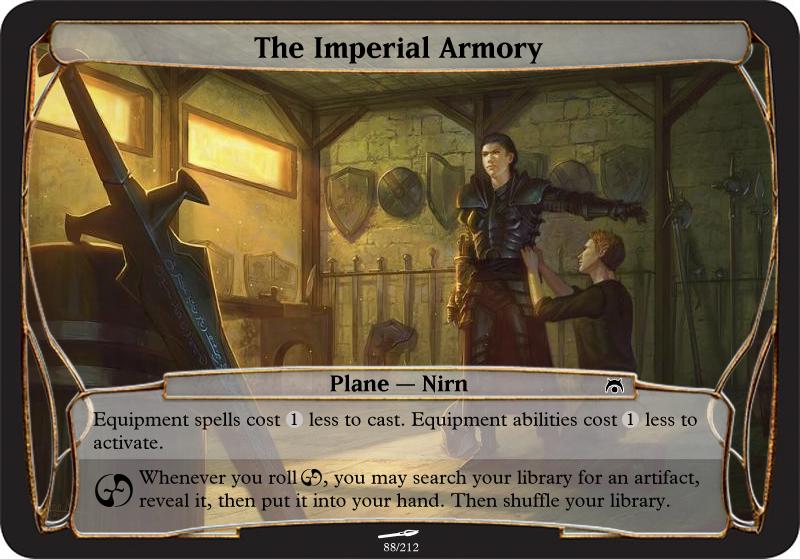 The Imperial Armory
Plane — Nirn
Equipment spells cost 1 less to cast. Equipment abilities cost 1 less to
activate.
Whenever you roll , you may search your library for an artifact,
reveal it, then put it into your hand. Then shuffle your library.
88/212